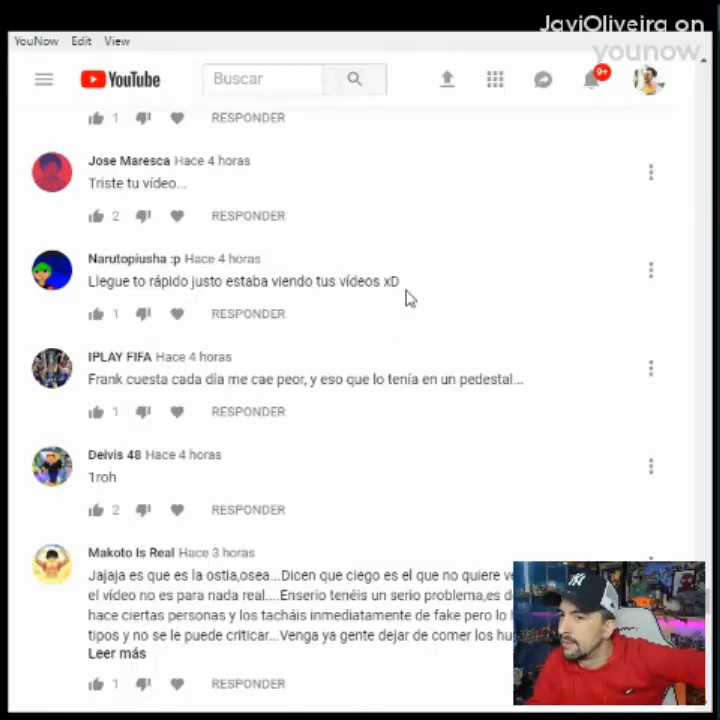 JaviOliveira on
younow
YouNow Edit View
YouTube
Buscar
9+
1 RESPONDER
Jose Maresca Hace 4 horas
Triste tu vídeo...
2 RESPONDER
Narutopiusha :p Hace 4 horas
Llegue to rápido justo estaba viendo tus vídeos xD
1 RESPONDER
IPLAY FIFA Hace 4 horas
Frank cuesta cada día me cae peor, y eso que lo tenía en un pedestal...
1 RESPONDER
Deivis 48 Hace 4 horas
1roh
2 RESPONDER
Makoto Is Real Hace 3 horas
Jajaja es que es la ostia,osea...Dicen que ciego es el que no quiere
el vídeo no es para nada real....Enserio tenéis un serio problema,es
hace ciertas personas y los tacháis inmediatamente de fake pero lo
tipos y no se le puede criticar...Venga ya gente dejar de comer los
Leer más
1 RESPONDER
NY